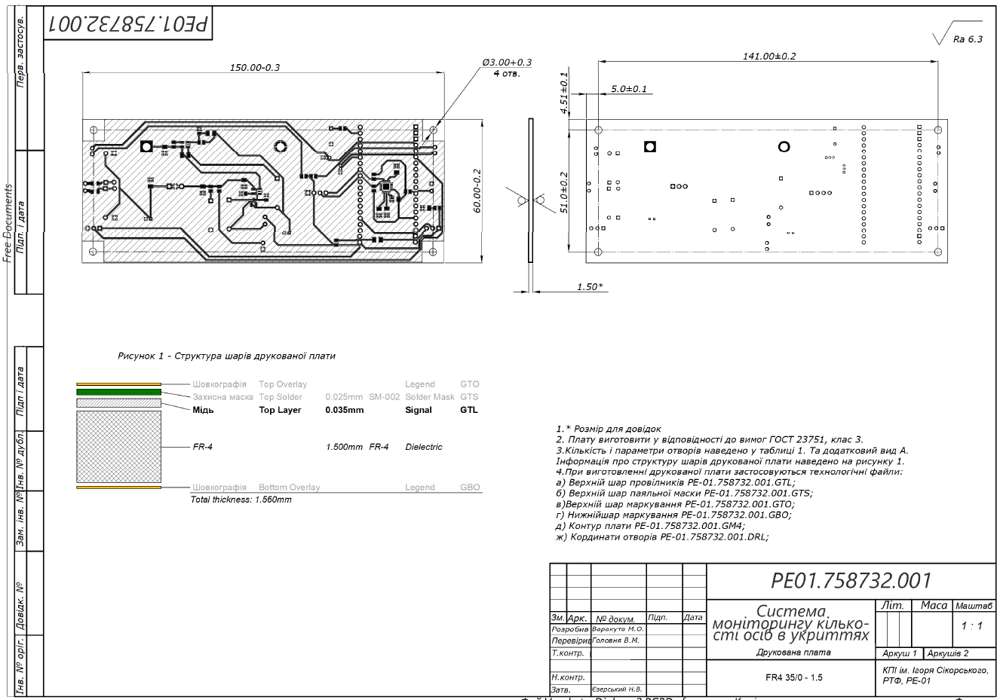 РЕ01.758732.001
Перв. застосув.
Free Documents
Підп. і дата
Підп і дата
Інв. № дубл.
Зам. інв. №
Довідк. №
Інв. № оріг.
Ra 6.3
150.00-0.3
Ø3.00+0.3
4 отв.
60.00-0.2
1.50*
141.00±0.2
5.0±0.1
4.51±0.1
51.0±0.2
Рисунок 1 - Структура шарів друкованої плати
Шовкографія Top Overlay Legend GTO
Захисна маска Top Solder 0.025mm SM-002 Solder Mask GTS
Мідь Top Layer 0.035mm Signal GTL
FR-4 1.500mm FR-4 Dielectric
Шовкографія Bottom Overlay Legend GBO
Total thickness: 1.560mm
1.* Розмір для довідок
2. Плату виготовити у відповідності до вимог ГОСТ 23751, клас 3.
3.Кількість і параметри отворів наведено у таблиці 1. Та додатковий вид А.
Інформація про структуру шарів друкованої плати наведено на рисунку 1.
4.При виготовленні друкованої плати застосовуються технологічні файли:
а) Верхній шар провілників РЕ-01.758732.001.GTL;
б) Верхній шар паяльної маски РЕ-01.758732.001.GTS;
в)Верхній шар маркування РЕ-01.758732.001.GTO;
г) Нижнійшар маркування РЕ-01.758732.001.GBO;
д) Контур плати РЕ-01.758732.001.GM4;
ж) Кординати отворів РЕ-01.758732.001.DRL;
РЕ01.758732.001
Зм. Арк. № докум. Підп. Дата
Розробив Варакута М.О.
Перевірив Головня В.М.
Т.контр.
Н.контр.
Затв. Єзерський Н.В.
Система
моніторингу кілько-
сті осіб в укриттях
Друкована плата
FR4 35/0 - 1.5
Літ. Маса Маштаб
1 : 1
Аркуш 1 Аркушів 2
КПІ ім. Ігоря Сікорського,
РТФ, РЕ-01